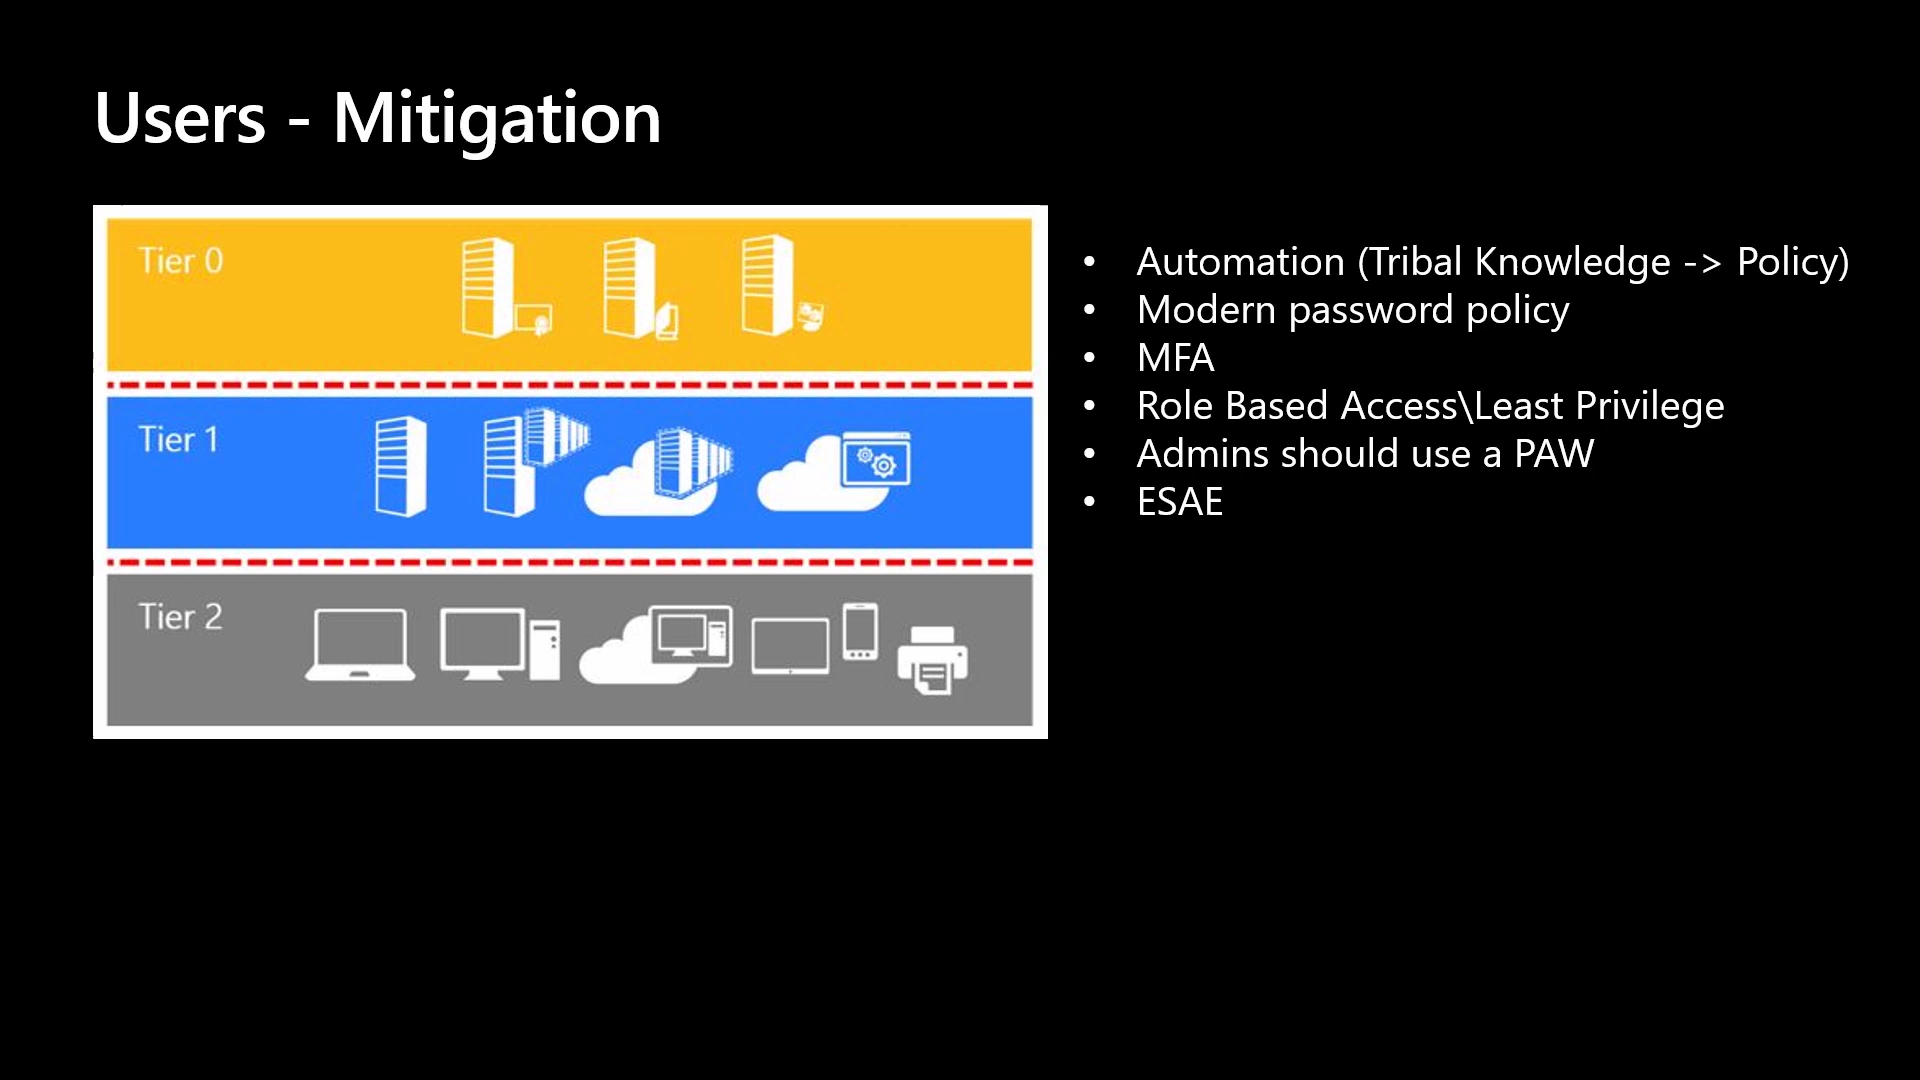 Users - Mitigation
Tier 0
Tier 1
Tier 2
• Automation (Tribal Knowledge -> Policy)
• Modern password policy
• MFA
• Role Based Access\Least Privilege
• Admins should use a PAW
• ESAE